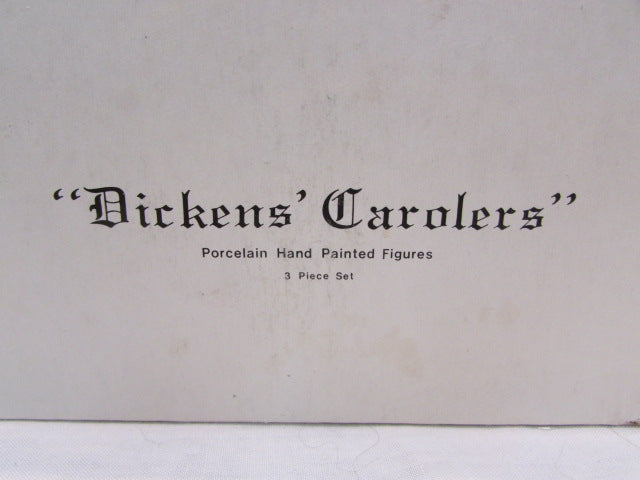 “Dickens’ Carolers”
Porcelain Hand Painted Figures
3 Piece Set